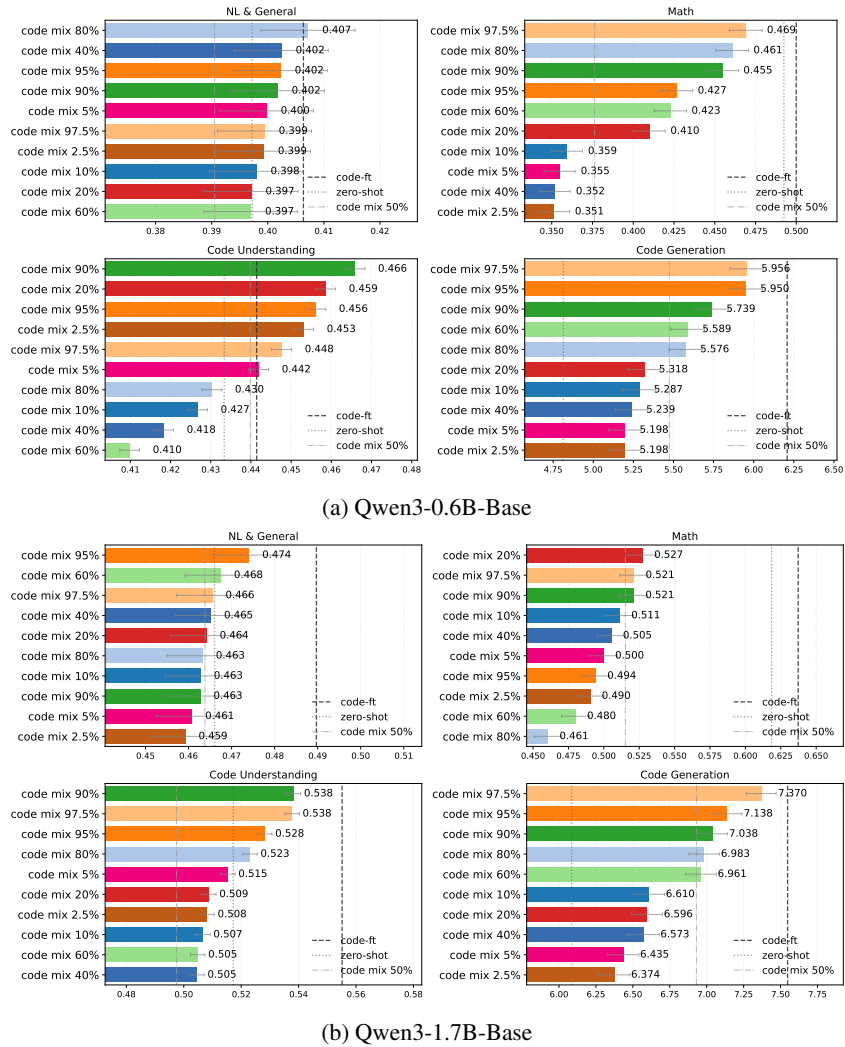 NL & General
code mix 80% 0.407
code mix 40% 0.402
code mix 95% 0.402
code mix 90% 0.402
code mix 5% 0.400
code mix 97.5% 0.399
code mix 2.5% 0.399
code mix 10% 0.398
code mix 20% 0.397
code mix 60% 0.397
code-ft
zero-shot
code mix 50%
0.38 0.39 0.40 0.41 0.42
Math
code mix 97.5% 0.469
code mix 80% 0.461
code mix 90% 0.455
code mix 95% 0.427
code mix 60% 0.423
code mix 20% 0.410
code mix 10% 0.359
code mix 5% 0.355
code mix 40% 0.352
code mix 2.5% 0.351
code-ft
zero-shot
code mix 50%
0.350 0.375 0.400 0.425 0.450 0.475 0.500 0.525
Code Understanding
code mix 90% 0.466
code mix 20% 0.459
code mix 95% 0.456
code mix 2.5% 0.453
code mix 97.5% 0.448
code mix 5% 0.442
code mix 80% 0.430
code mix 10% 0.427
code mix 40% 0.418
code mix 60% 0.410
code-ft
zero-shot
code mix 50%
0.41 0.42 0.43 0.44 0.45 0.46 0.47 0.48
Code Generation
code mix 97.5% 5.956
code mix 95% 5.950
code mix 90% 5.739
code mix 60% 5.589
code mix 80% 5.576
code mix 20% 5.318
code mix 10% 5.287
code mix 40% 5.239
code mix 5% 5.198
code mix 2.5% 5.198
code-ft
zero-shot
code mix 50%
4.75 5.00 5.25 5.50 5.75 6.00 6.25 6.50
(a) Qwen3-0.6B-Base
NL & General
code mix 95% 0.474
code mix 60% 0.468
code mix 97.5% 0.466
code mix 40% 0.465
code mix 20% 0.464
code mix 80% 0.463
code mix 10% 0.463
code mix 90% 0.463
code mix 5% 0.461
code mix 2.5% 0.459
code-ft
zero-shot
code mix 50%
0.45 0.46 0.47 0.48 0.49 0.50 0.51
Math
code mix 20% 0.527
code mix 97.5% 0.521
code mix 90% 0.521
code mix 10% 0.511
code mix 40% 0.505
code mix 5% 0.500
code mix 95% 0.494
code mix 2.5% 0.490
code mix 60% 0.480
code mix 80% 0.461
code-ft
zero-shot
code mix 50%
0.450 0.475 0.500 0.525 0.550 0.575 0.600 0.625 0.650
Code Understanding
code mix 90% 0.538
code mix 97.5% 0.538
code mix 95% 0.528
code mix 80% 0.523
code mix 5% 0.515
code mix 20% 0.509
code mix 2.5% 0.508
code mix 10% 0.507
code mix 60% 0.505
code mix 40% 0.505
code-ft
zero-shot
code mix 50%
0.48 0.50 0.52 0.54 0.56 0.58
Code Generation
code mix 97.5% 7.370
code mix 95% 7.138
code mix 90% 7.038
code mix 80% 6.983
code mix 60% 6.961
code mix 10% 6.610
code mix 20% 6.596
code mix 40% 6.573
code mix 5% 6.435
code mix 2.5% 6.374
code-ft
zero-shot
code mix 50%
6.00 6.25 6.50 6.75 7.00 7.25 7.50 7.75
(b) Qwen3-1.7B-Base